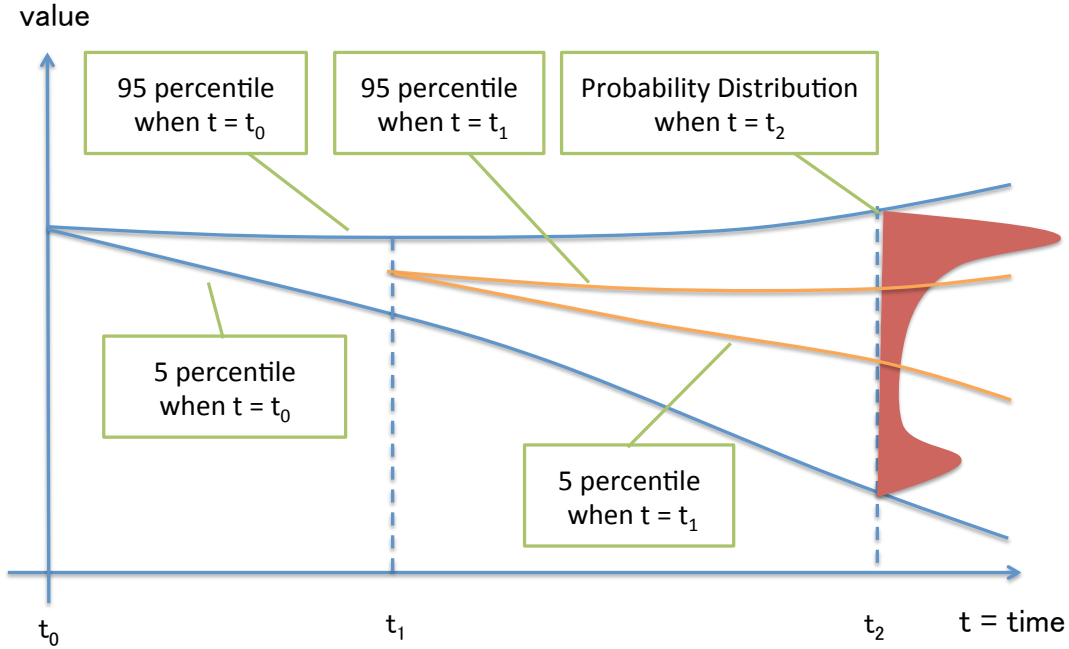 value
95 percentile
when t = t₀
95 percentile
when t = t₁
Probability Distribution
when t = t₂
5 percentile
when t = t₀
5 percentile
when t = t₁
t₀
t₁
t₂
t = time